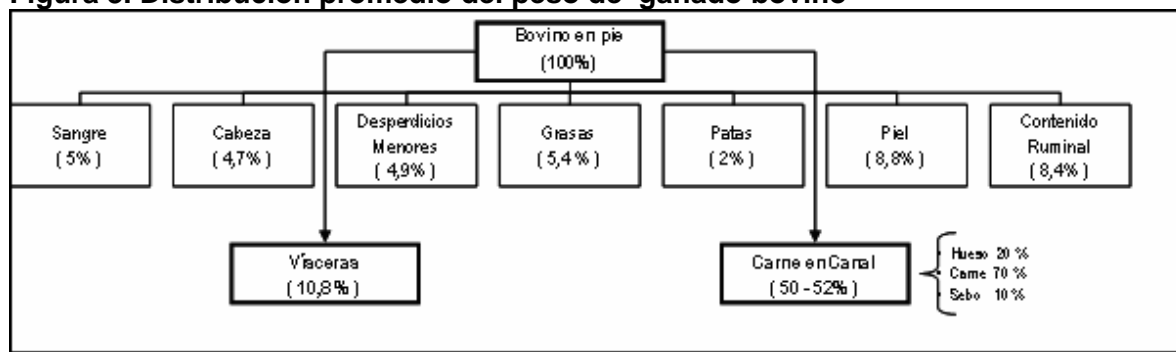 Figura 3. Distribución promedio del peso de ganado bovino
Bovino en pie
(100%)
Sangre
( 5% )
Cabeza
( 4,7% )
Desperdicios
Menores
( 4,9% )
Grasas
( 5,4% )
Patas
( 2% )
Piel
( 8,8% )
Contenido
Ruminal
( 8,4% )
Vísceras
( 10,8% )
Carne en Canal
( 50 - 52% )
Hueso 20 %
Carne 70 %
Sebo 10 %